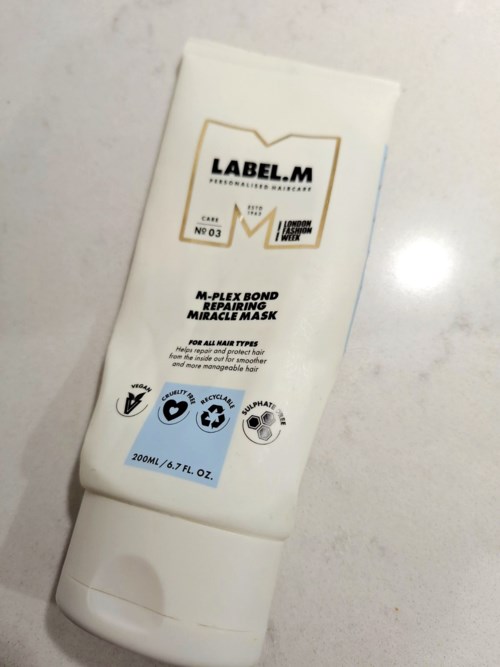 LABEL.M
PERSONALISED HAIRCARE
ESTD
1963
CARE
Nº 03
LONDON
FASHION
WEEK
M-PLEX BOND
REPAIRING
MIRACLE MASK
FOR ALL HAIR TYPES
Helps repair and protect hair
from the inside out for smoother
and more manageable hair
VEGAN
CRUELTY FREE
RECYCLABLE
SULPHATE FREE
200ML / 6.7 FL. OZ.